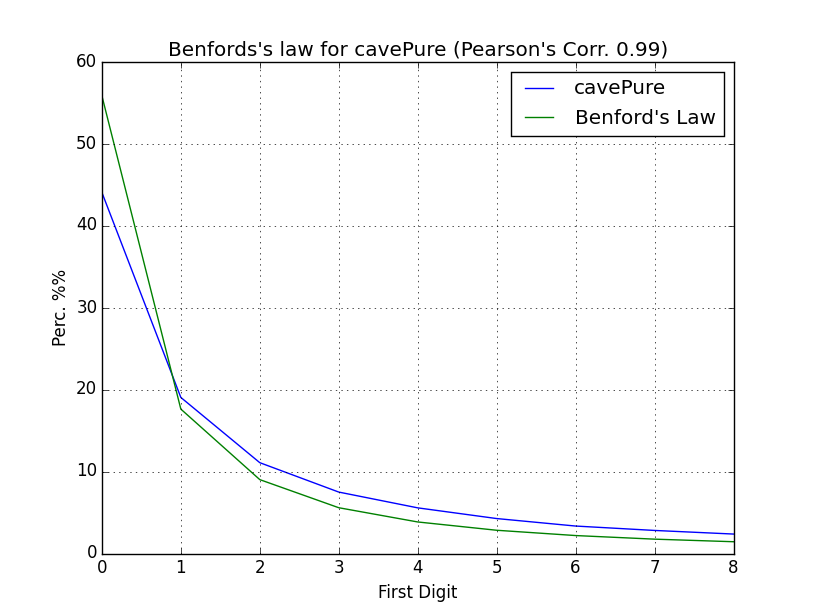 Benfords's law for cavePure (Pearson's Corr. 0.99)
cavePure
Benford's Law
60
50
40
30
20
10
0
Perc. %%
0 1 2 3 4 5 6 7 8
First Digit